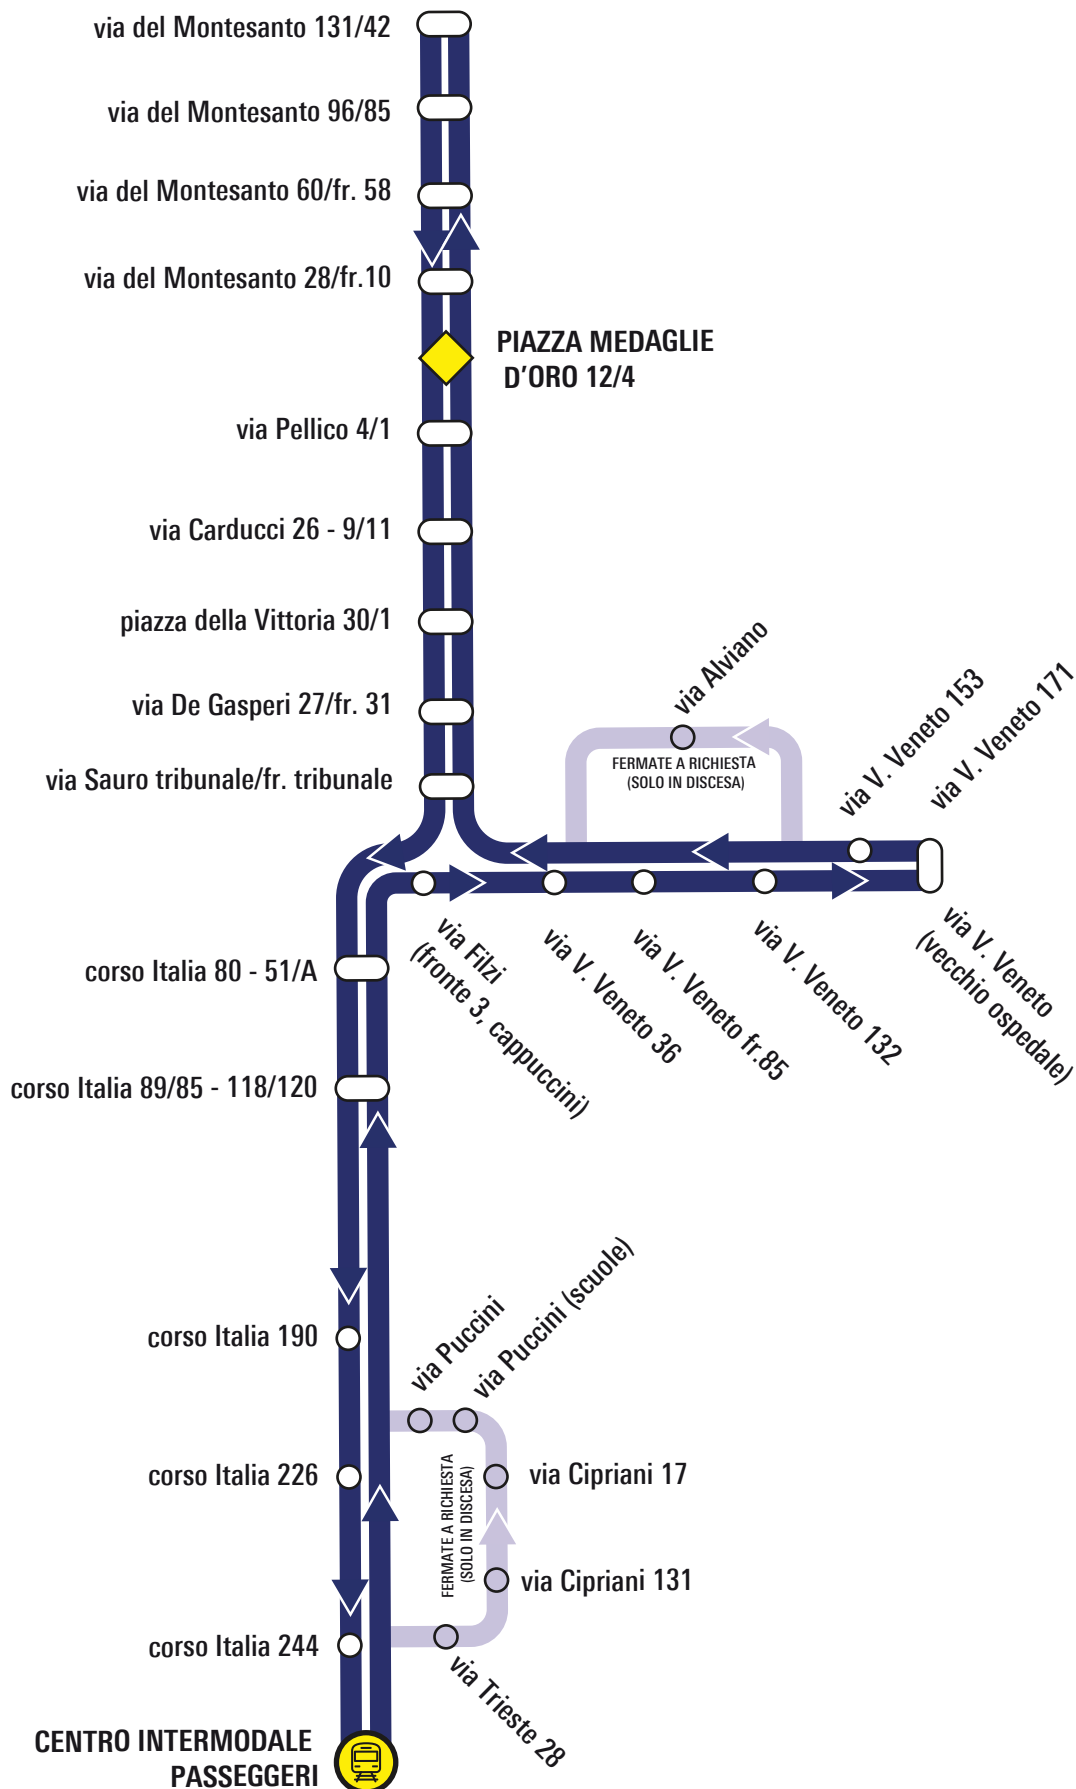 via del Montesanto 131/42
via del Montesanto 96/85
via del Montesanto 60/fr. 58
via del Montesanto 28/fr.10
PIAZZA MEDAGLIE
D'ORO 12/4
via Pellico 4/1
via Carducci 26 - 9/11
piazza della Vittoria 30/1
via De Gasperi 27/fr. 31
via Sauro tribunale/fr. tribunale
via Alviano
FERMATE A RICHIESTA
(SOLO IN DISCESA)
via V. Veneto 153
via V. Veneto 171
via Filzi
(fronte 3, cappuccini)
via V. Veneto 36
via V. Veneto fr.85
via V. Veneto 132
via V. Veneto
(vecchio ospedale)
corso Italia 80 - 51/A
corso Italia 89/85 - 118/120
corso Italia 190
via Puccini
via Puccini (scuole)
corso Italia 226
FERMATE A RICHIESTA
(SOLO IN DISCESA)
via Cipriani 17
via Cipriani 131
corso Italia 244
via Trieste 28
CENTRO INTERMODALE
PASSEGGERI